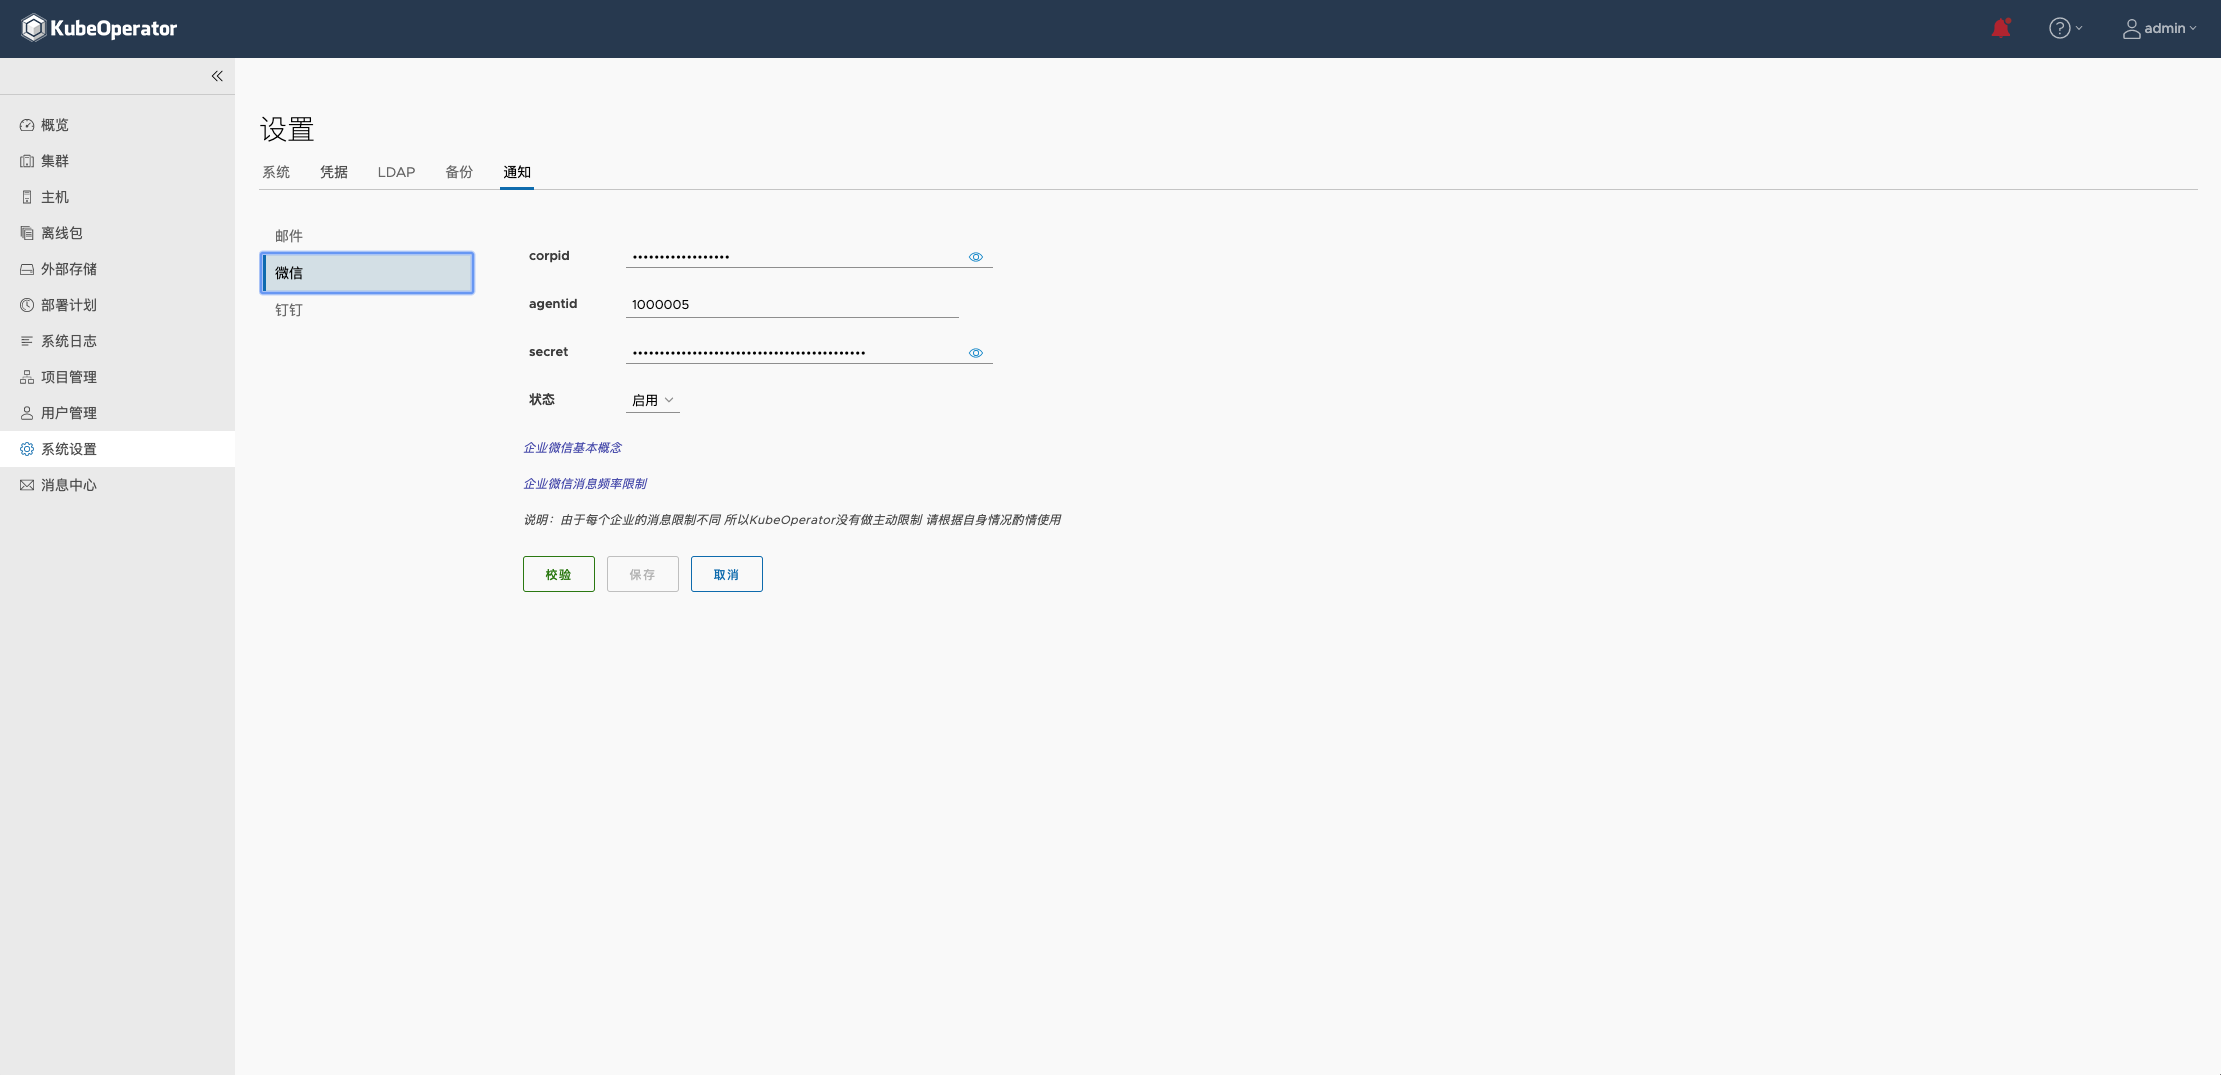 KubeOperator
admin
概览
集群
主机
离线包
外部存储
部署计划
系统日志
项目管理
用户管理
系统设置
消息中心
设置
系统 凭据 LDAP 备份 通知
邮件
微信
钉钉
corpid ••••••••••••••••••
agentid 1000005
secret •••••••••••••••••••••••••••••••••••••••••••
状态 启用
企业微信基本概念
企业微信消息频率限制
说明：由于每个企业的消息限制不同 所以KubeOperator没有做主动限制 请根据自身情况酌情使用
校验 保存 取消